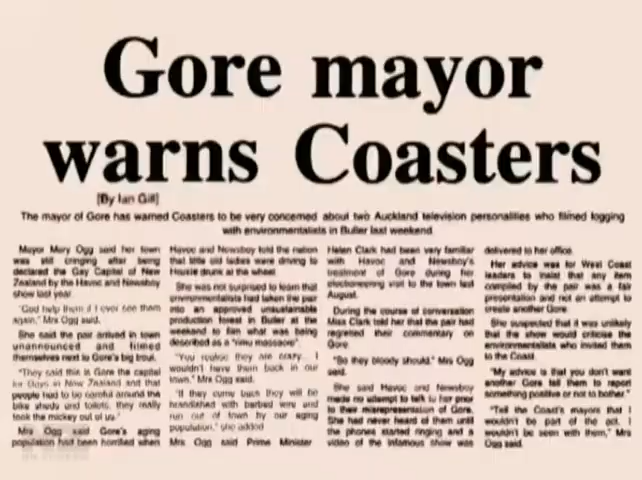 Gore mayor
warns Coasters
[By Ian Gill]
The mayor of Gore has warned Coasters to be very concerned about two Auckland television personalities who filmed logging
with environmentalists in Buller last weekend.
Mayor Mary Ogg said her town
was still cringing after being
declared the Gay Capital of New
Zealand by the Havoc and Newsboy
show last year.
"God help them if I ever see them
again," Mrs Ogg said.
She said the pair arrived in town
unannounced and filmed
themselves next to Gore's big trout.
"They said this is Gore the capital
for Gays in New Zealand and that
people had to be careful around the
bike sheds and toilets, they really
took the mickey out of us."
Mrs Ogg said Gore's aging
population had been horrified when
Havoc and Newsboy told the nation
that little old ladies were driving to
House drunk at the wheel.
She was not surprised to learn that
environmentalists had taken the pair
into an approved unsustainable
production forest in Buller at the
weekend to film what was being
described as a "rimu massacre".
"You realise they are crazy... I
wouldn't have them back in our
town," Mrs Ogg said.
"If they come back they will be
with barbed wire and
run out of town by our aging
population," she added
Mrs Ogg said Prime Minister
Helen Clark had been very familiar
with Havoc and Newsboy's
treatment of Gore during her
electioneering visit to the town last
August.
During the course of conversation
Miss Clark told her that the pair had
regretted their commentary on
Gore.
"So they bloody should," Mrs Ogg
said.
She said Havoc and Newsboy
made no attempt to talk to her prior
to their misrepresentation of Gore.
She had never heard of them until
the phones started ringing and a
video of the infamous show was
delivered to her office.
Her advice was for West Coast
leaders to insist that any item
compiled by the pair was a fair
presentation and not an attempt to
create another Gore.
She suspected that it was unlikely
that the show would criticise the
environmentalists who invited them
to the Coast.
"My advice is that you don't want
another Gore tell them to report
something positive or not to bother."
"Tell the Coast's mayors that I
wouldn't be part of the act. I
wouldn't be seen with them," Mrs
Ogg said.